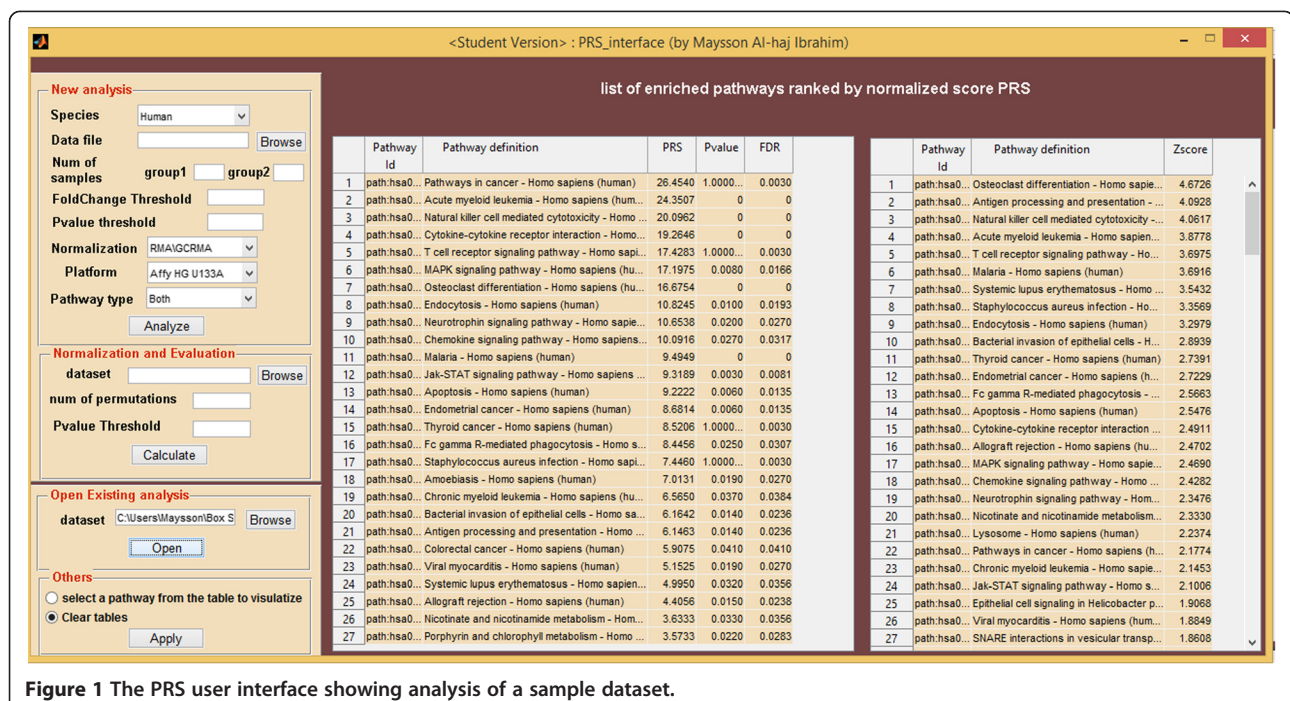 <Student Version> : PRS_interface (by Maysson Al-haj Ibrahim)
New analysis
Species Human
Data file Browse
Num of samples group1 group2
FoldChange Threshold
Pvalue threshold
Normalization RMA\GCRMA
Platform Affy HG U133A
Pathway type Both
Analyze
Normalization and Evaluation
dataset Browse
num of permutations
Pvalue Threshold
Calculate
Open Existing analysis
dataset C:\Users\Maysson\Box S Browse
Open
Others
select a pathway from the table to visulatize
Clear tables
Apply
list of enriched pathways ranked by normalized score PRS
Pathway Id Pathway definition PRS Pvalue FDR
1 path:hsa0... Pathways in cancer - Homo sapiens (human) 26.4540 1.0000... 0.0030
2 path:hsa0... Acute myeloid leukemia - Homo sapiens (hum... 24.3507 0 0
3 path:hsa0... Natural killer cell mediated cytotoxicity - Homo ... 20.0962 0 0
4 path:hsa0... Cytokine-cytokine receptor interaction - Homo... 19.2646 0 0
5 path:hsa0... T cell receptor signaling pathway - Homo sapi... 17.4283 1.0000... 0.0030
6 path:hsa0... MAPK signaling pathway - Homo sapiens (hu... 17.1975 0.0080 0.0166
7 path:hsa0... Osteoclast differentiation - Homo sapiens (hu... 16.6754 0 0
8 path:hsa0... Endocytosis - Homo sapiens (human) 10.8245 0.0100 0.0193
9 path:hsa0... Neurotrophin signaling pathway - Homo sapie... 10.6538 0.0200 0.0270
10 path:hsa0... Chemokine signaling pathway - Homo sapiens... 10.0916 0.0270 0.0317
11 path:hsa0... Malaria - Homo sapiens (human) 9.4949 0 0
12 path:hsa0... Jak-STAT signaling pathway - Homo sapiens ... 9.3189 0.0030 0.0081
13 path:hsa0... Apoptosis - Homo sapiens (human) 9.2222 0.0060 0.0135
14 path:hsa0... Endometrial cancer - Homo sapiens (human) 8.6814 0.0060 0.0135
15 path:hsa0... Thyroid cancer - Homo sapiens (human) 8.5206 1.0000... 0.0030
16 path:hsa0... Fc gamma R-mediated phagocytosis - Homo s... 8.4456 0.0250 0.0307
17 path:hsa0... Staphylococcus aureus infection - Homo sapi... 7.4460 1.0000... 0.0030
18 path:hsa0... Amoebiasis - Homo sapiens (human) 7.0131 0.0190 0.0270
19 path:hsa0... Chronic myeloid leukemia - Homo sapiens (hu... 6.5650 0.0370 0.0384
20 path:hsa0... Bacterial invasion of epithelial cells - Homo sa... 6.1642 0.0140 0.0236
21 path:hsa0... Antigen processing and presentation - Homo ... 6.1463 0.0140 0.0236
22 path:hsa0... Colorectal cancer - Homo sapiens (human) 5.9075 0.0410 0.0410
23 path:hsa0... Viral myocarditis - Homo sapiens (human) 5.1525 0.0190 0.0270
24 path:hsa0... Systemic lupus erythematosus - Homo sapien... 4.9950 0.0320 0.0356
25 path:hsa0... Allograft rejection - Homo sapiens (human) 4.4056 0.0150 0.0238
26 path:hsa0... Nicotinate and nicotinamide metabolism - Hom... 3.6333 0.0330 0.0356
27 path:hsa0... Porphyrin and chlorophyll metabolism - Homo ... 3.5733 0.0220 0.0283
Pathway Id Pathway definition Zscore
1 path:hsa0... Osteoclast differentiation - Homo sapie... 4.6726
2 path:hsa0... Antigen processing and presentation - ... 4.0928
3 path:hsa0... Natural killer cell mediated cytotoxicity -... 4.0617
4 path:hsa0... Acute myeloid leukemia - Homo sapien... 3.8778
5 path:hsa0... T cell receptor signaling pathway - Ho... 3.6975
6 path:hsa0... Malaria - Homo sapiens (human) 3.6916
7 path:hsa0... Systemic lupus erythematosus - Homo ... 3.5432
8 path:hsa0... Staphylococcus aureus infection - Ho... 3.3569
9 path:hsa0... Endocytosis - Homo sapiens (human) 3.2979
10 path:hsa0... Bacterial invasion of epithelial cells - H... 2.8939
11 path:hsa0... Thyroid cancer - Homo sapiens (human) 2.7391
12 path:hsa0... Endometrial cancer - Homo sapiens (h... 2.7229
13 path:hsa0... Fc gamma R-mediated phagocytosis - ... 2.5663
14 path:hsa0... Apoptosis - Homo sapiens (human) 2.5476
15 path:hsa0... Cytokine-cytokine receptor interaction ... 2.4911
16 path:hsa0... Allograft rejection - Homo sapiens (hu... 2.4702
17 path:hsa0... MAPK signaling pathway - Homo sapie... 2.4690
18 path:hsa0... Chemokine signaling pathway - Homo ... 2.4282
19 path:hsa0... Neurotrophin signaling pathway - Hom... 2.3476
20 path:hsa0... Nicotinate and nicotinamide metabolism... 2.3330
21 path:hsa0... Lysosome - Homo sapiens (human) 2.2374
22 path:hsa0... Pathways in cancer - Homo sapiens (h... 2.1774
23 path:hsa0... Chronic myeloid leukemia - Homo sapie... 2.1453
24 path:hsa0... Jak-STAT signaling pathway - Homo s... 2.1006
25 path:hsa0... Epithelial cell signaling in Helicobacter p... 1.9068
26 path:hsa0... Viral myocarditis - Homo sapiens (hum... 1.8849
27 path:hsa0... SNARE interactions in vesicular transp... 1.8608
Figure 1 The PRS user interface showing analysis of a sample dataset.